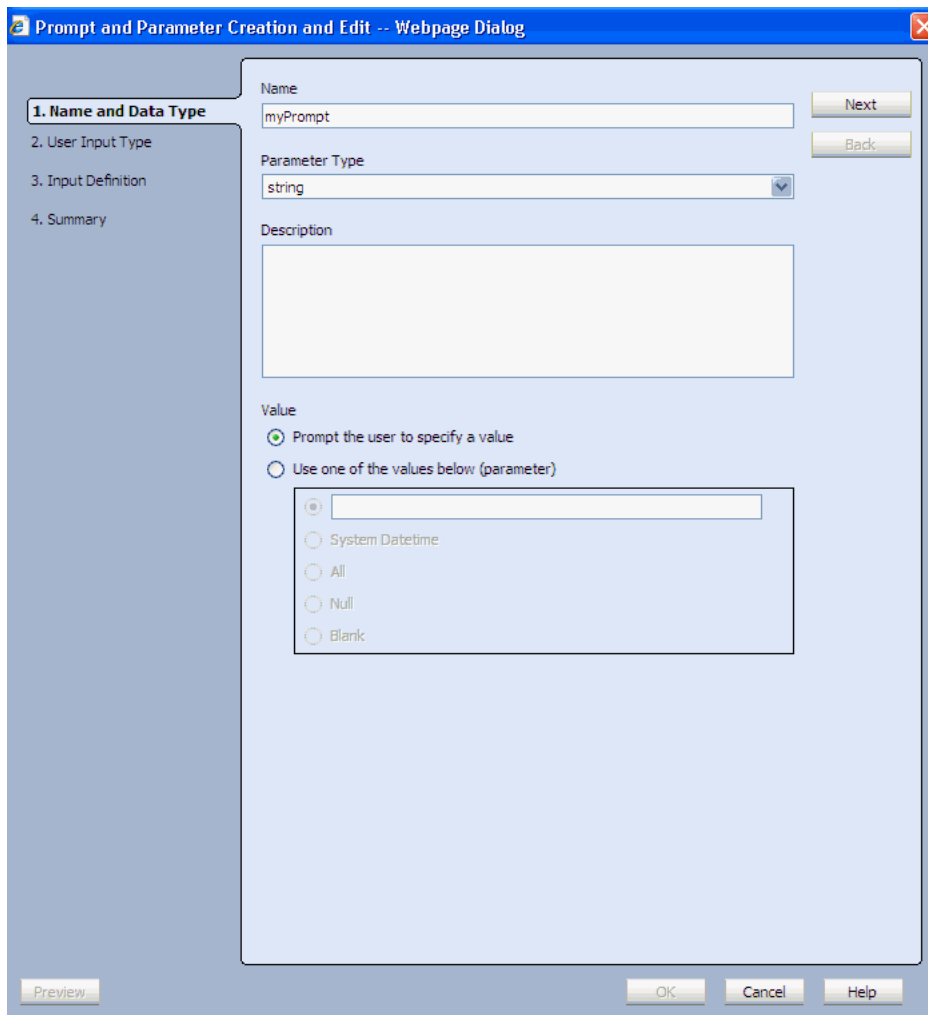 Prompt and Parameter Creation and Edit -- Webpage Dialog
1. Name and Data Type
2. User Input Type
3. Input Definition
4. Summary
Name
myPrompt
Parameter Type
string
Description
Value
Prompt the user to specify a value
Use one of the values below (parameter)
System Datetime
All
Null
Blank
Next
Back
Preview
OK
Cancel
Help